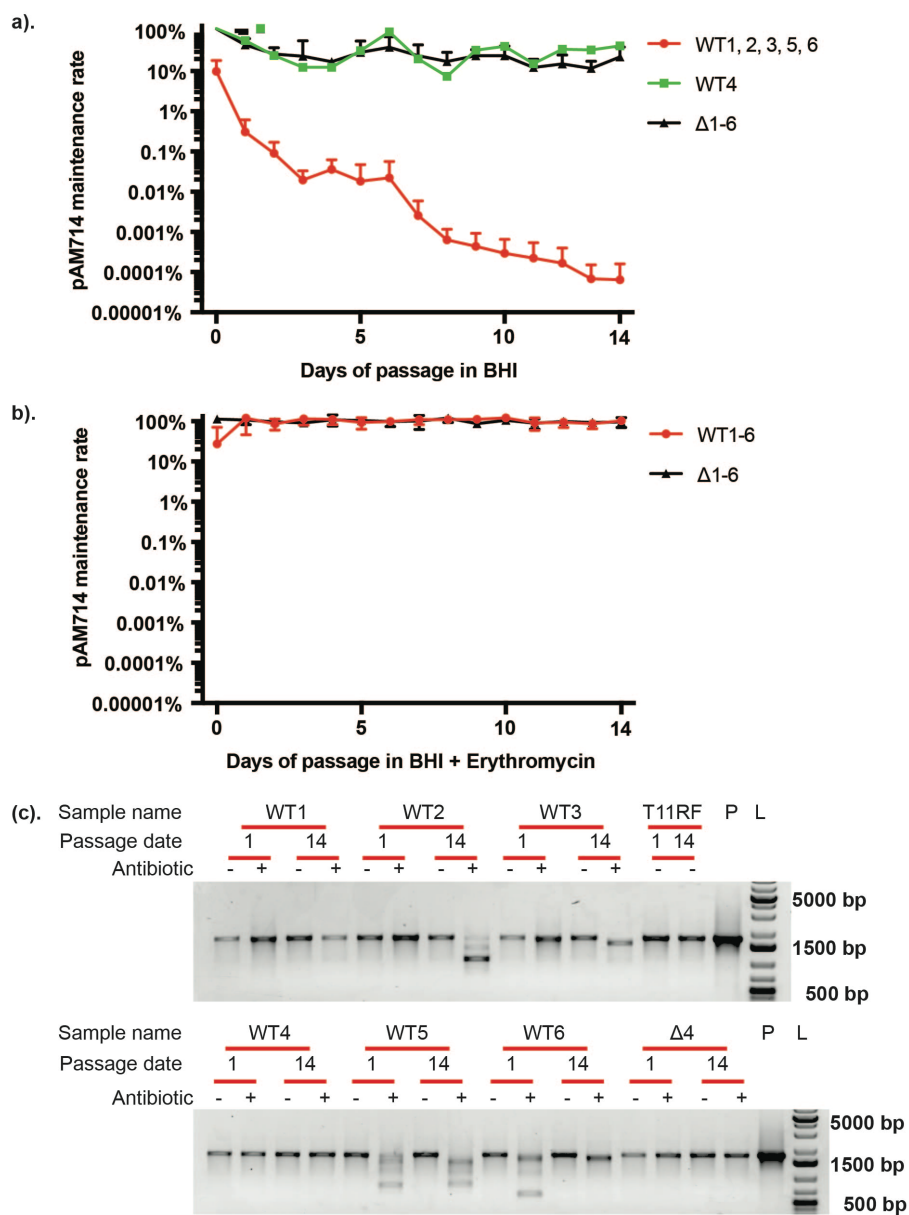 a).
pAM714 maintenance rate
100%
10%
1%
0.1%
0.01%
0.001%
0.0001%
0.00001%
0 5 10 14
Days of passage in BHI
WT1, 2, 3, 5, 6
WT4
Δ1-6
b).
pAM714 maintenance rate
100%
10%
1%
0.1%
0.01%
0.001%
0.0001%
0.00001%
0 5 10 14
Days of passage in BHI + Erythromycin
WT1-6
Δ1-6
(c).
Sample name WT1 WT2 WT3 T11RF P L
Passage date 1 14 1 14 1 14 1 14
Antibiotic - + - + - + - + - + - + - -
5000 bp
1500 bp
500 bp
Sample name WT4 WT5 WT6 Δ4 P L
Passage date 1 14 1 14 1 14 1 14
Antibiotic - + - + - + - + - + - + - + - +
5000 bp
1500 bp
500 bp